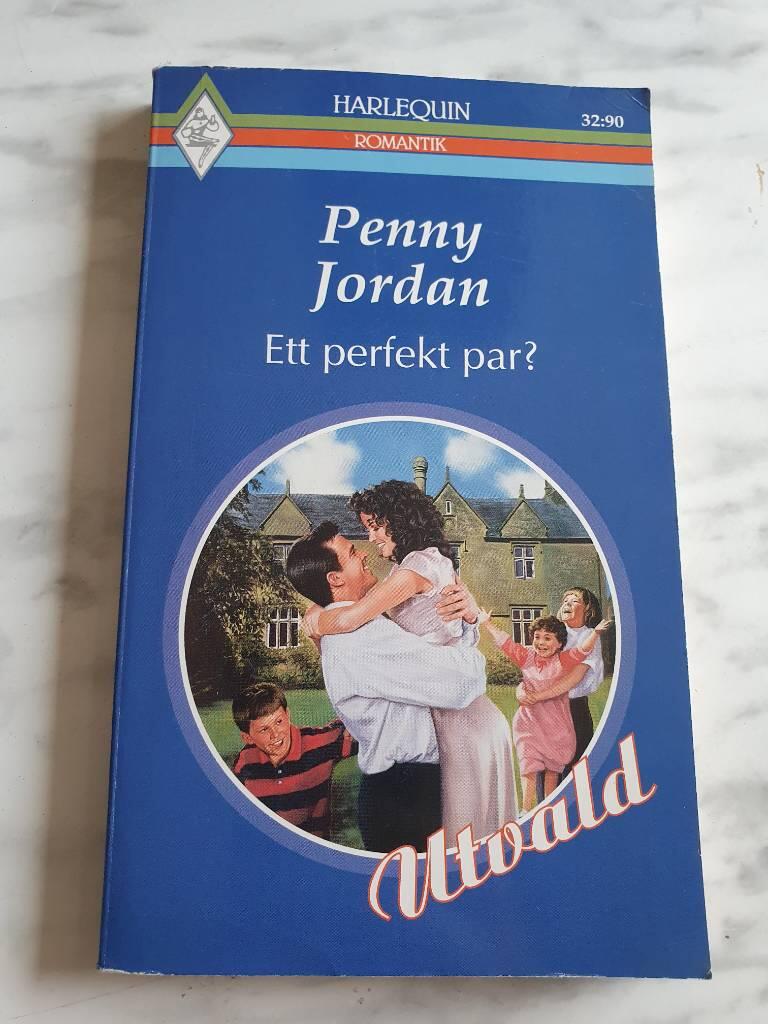 HARLEQUIN
32:90
ROMANTIK
Penny
Jordan
Ett perfekt par?
Utvald